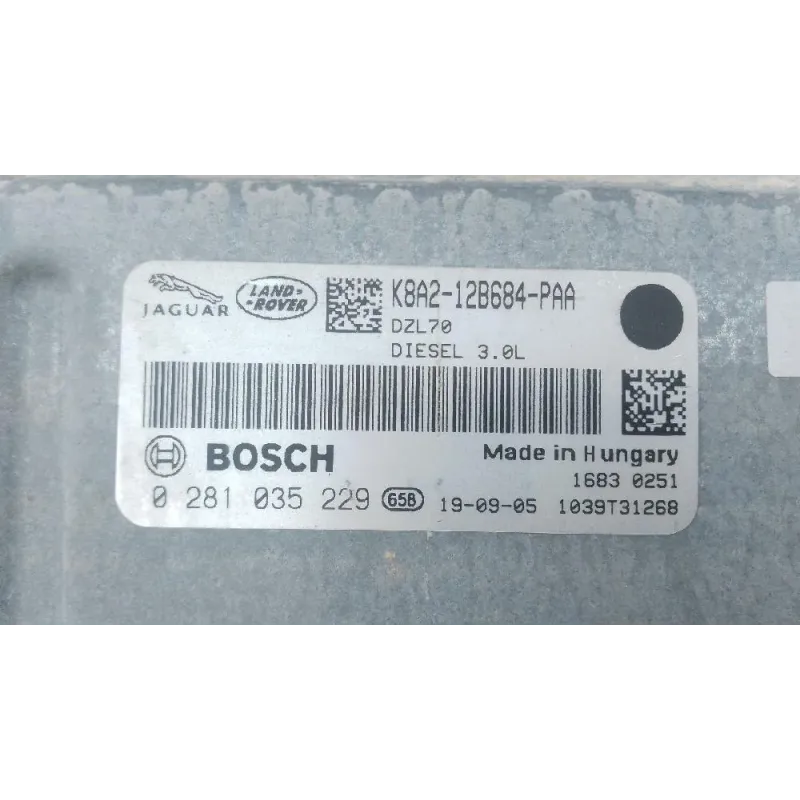 JAGUAR
LAND-
-ROVER
K8A2-12B684-PAA
DZL70
DIESEL 3.0L
BOSCH
Made in Hungary
1683 0251
0 281 035 229 65B 19-09-05 1039T31268